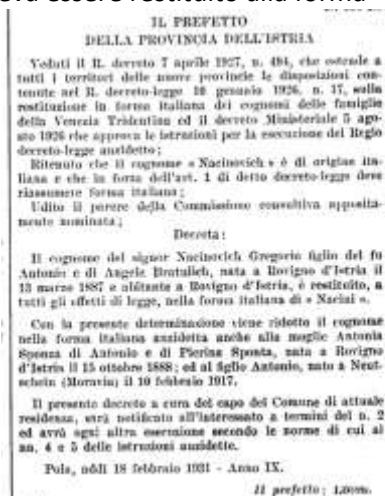 eva essere restituito alla forma
IL PREFETTO
DELLA PROVINCIA DELL'ISTRIA
Veduti il R. decreto 7 aprile 1927, n. 494, che estende a
tutti i territori delle nuove provincie le disposizioni con-
tenute nel R. decreto-legge 10 gennaio 1926, n. 17, sulla
restituzione in forma italiana dei cognomi delle famiglie
della Venezia Tridentina ed il decreto Ministeriale 5 ago-
sto 1926 che approva le istruzioni per la esecuzione del Regio
decreto-legge anzidetto;
Ritenuto che il cognome « Nacinovich » è di origine ita-
liana e che in forza dell'art. 1 di detto decreto-legge deve
riassumere forma italiana;
Udito il parere della Commissione consultiva apposita-
mente nominata;
Decreta:
Il cognome del signor Nacinovich Gregorio figlio del fu
Antonio e di Angela Bratulich, nato a Rovigno d'Istria il
13 marzo 1887 e abitante a Rovigno d'Istria, è restituito, a
tutti gli effetti di legge, nella forma italiana di « Nacini ».
Con la presente determinazione viene ridotto il cognome
nella forma italiana anzidetta anche alla moglie Antonia
Sponza di Antonio e di Pierina Sponta, nata a Rovigno
d'Istria il 15 ottobre 1888; ed al figlio Antonio, nato a Neut-
schein (Moravia) il 10 febbraio 1917.
Il presente decreto a cura del capo del Comune di attuale
residenza, sarà notificato all'interessato a termini del n. 2
ed avrà ogni altra esecuzione secondo le norme di cui ai
nn. 4 e 5 delle istruzioni anzidette.
Pola, addì 18 febbraio 1931 - Anno IX.
Il prefetto: Leone.